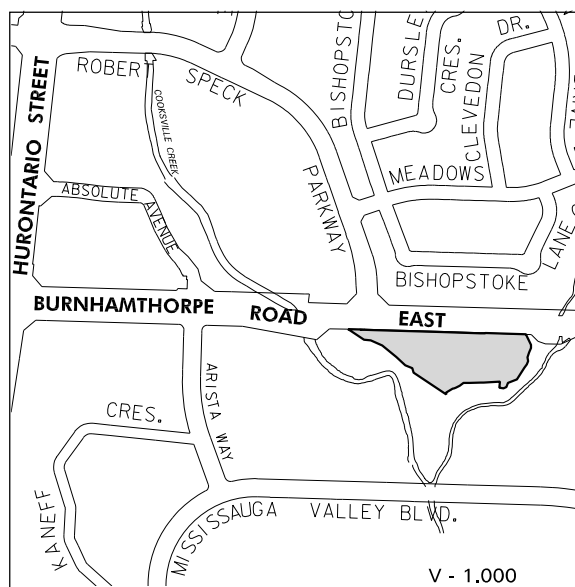 HURONTARIO STREET
ROBERT SPECK PARKWAY
COOKSVILLE CREEK
ABSOLUTE AVENUE
BISHOPSTO
DURSLE
CRES.
CLEVEDON
DR.
MEADOWS
LANE
BISHOPSTOKE
BURNHAMTHORPE ROAD EAST
ARISTA WAY
KANEFF CRES.
MISSISSAUGA VALLEY BLVD.
V - 1.000